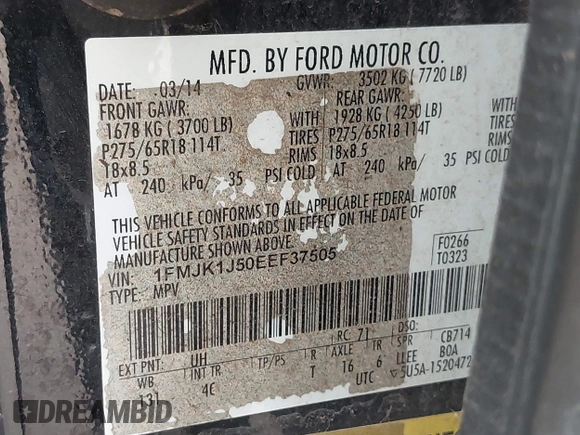 MFD. BY FORD MOTOR CO.
DATE: 03/14 GVWR: 3502 KG ( 7720 LB)
FRONT GAWR: REAR GAWR:
1678 KG ( 3700 LB) WITH 1928 KG ( 4250 LB) WITH
P275/65R18 114T TIRES P275/65R18 114T TIRES
18x8.5 RIMS 18x8.5 RIMS
AT 240 kPa/ 35 PSI COLD AT 240 kPa/ 35 PSI COLD
THIS VEHICLE CONFORMS TO ALL APPLICABLE FEDERAL MOTOR
VEHICLE SAFETY STANDARDS IN EFFECT ON THE DATE OF
MANUFACTURE SHOWN ABOVE.
VIN: 1FMJK1J50EEF37505 F0266
TYPE: MPV T0323
EXT PNT: UH RC: 71 DSO:
WB INT TR TP/PS R AXLE TR SPR CB714
131 4E T 16 6 LLEE B0A
UTC 5U5A-1520472
DREAMBID